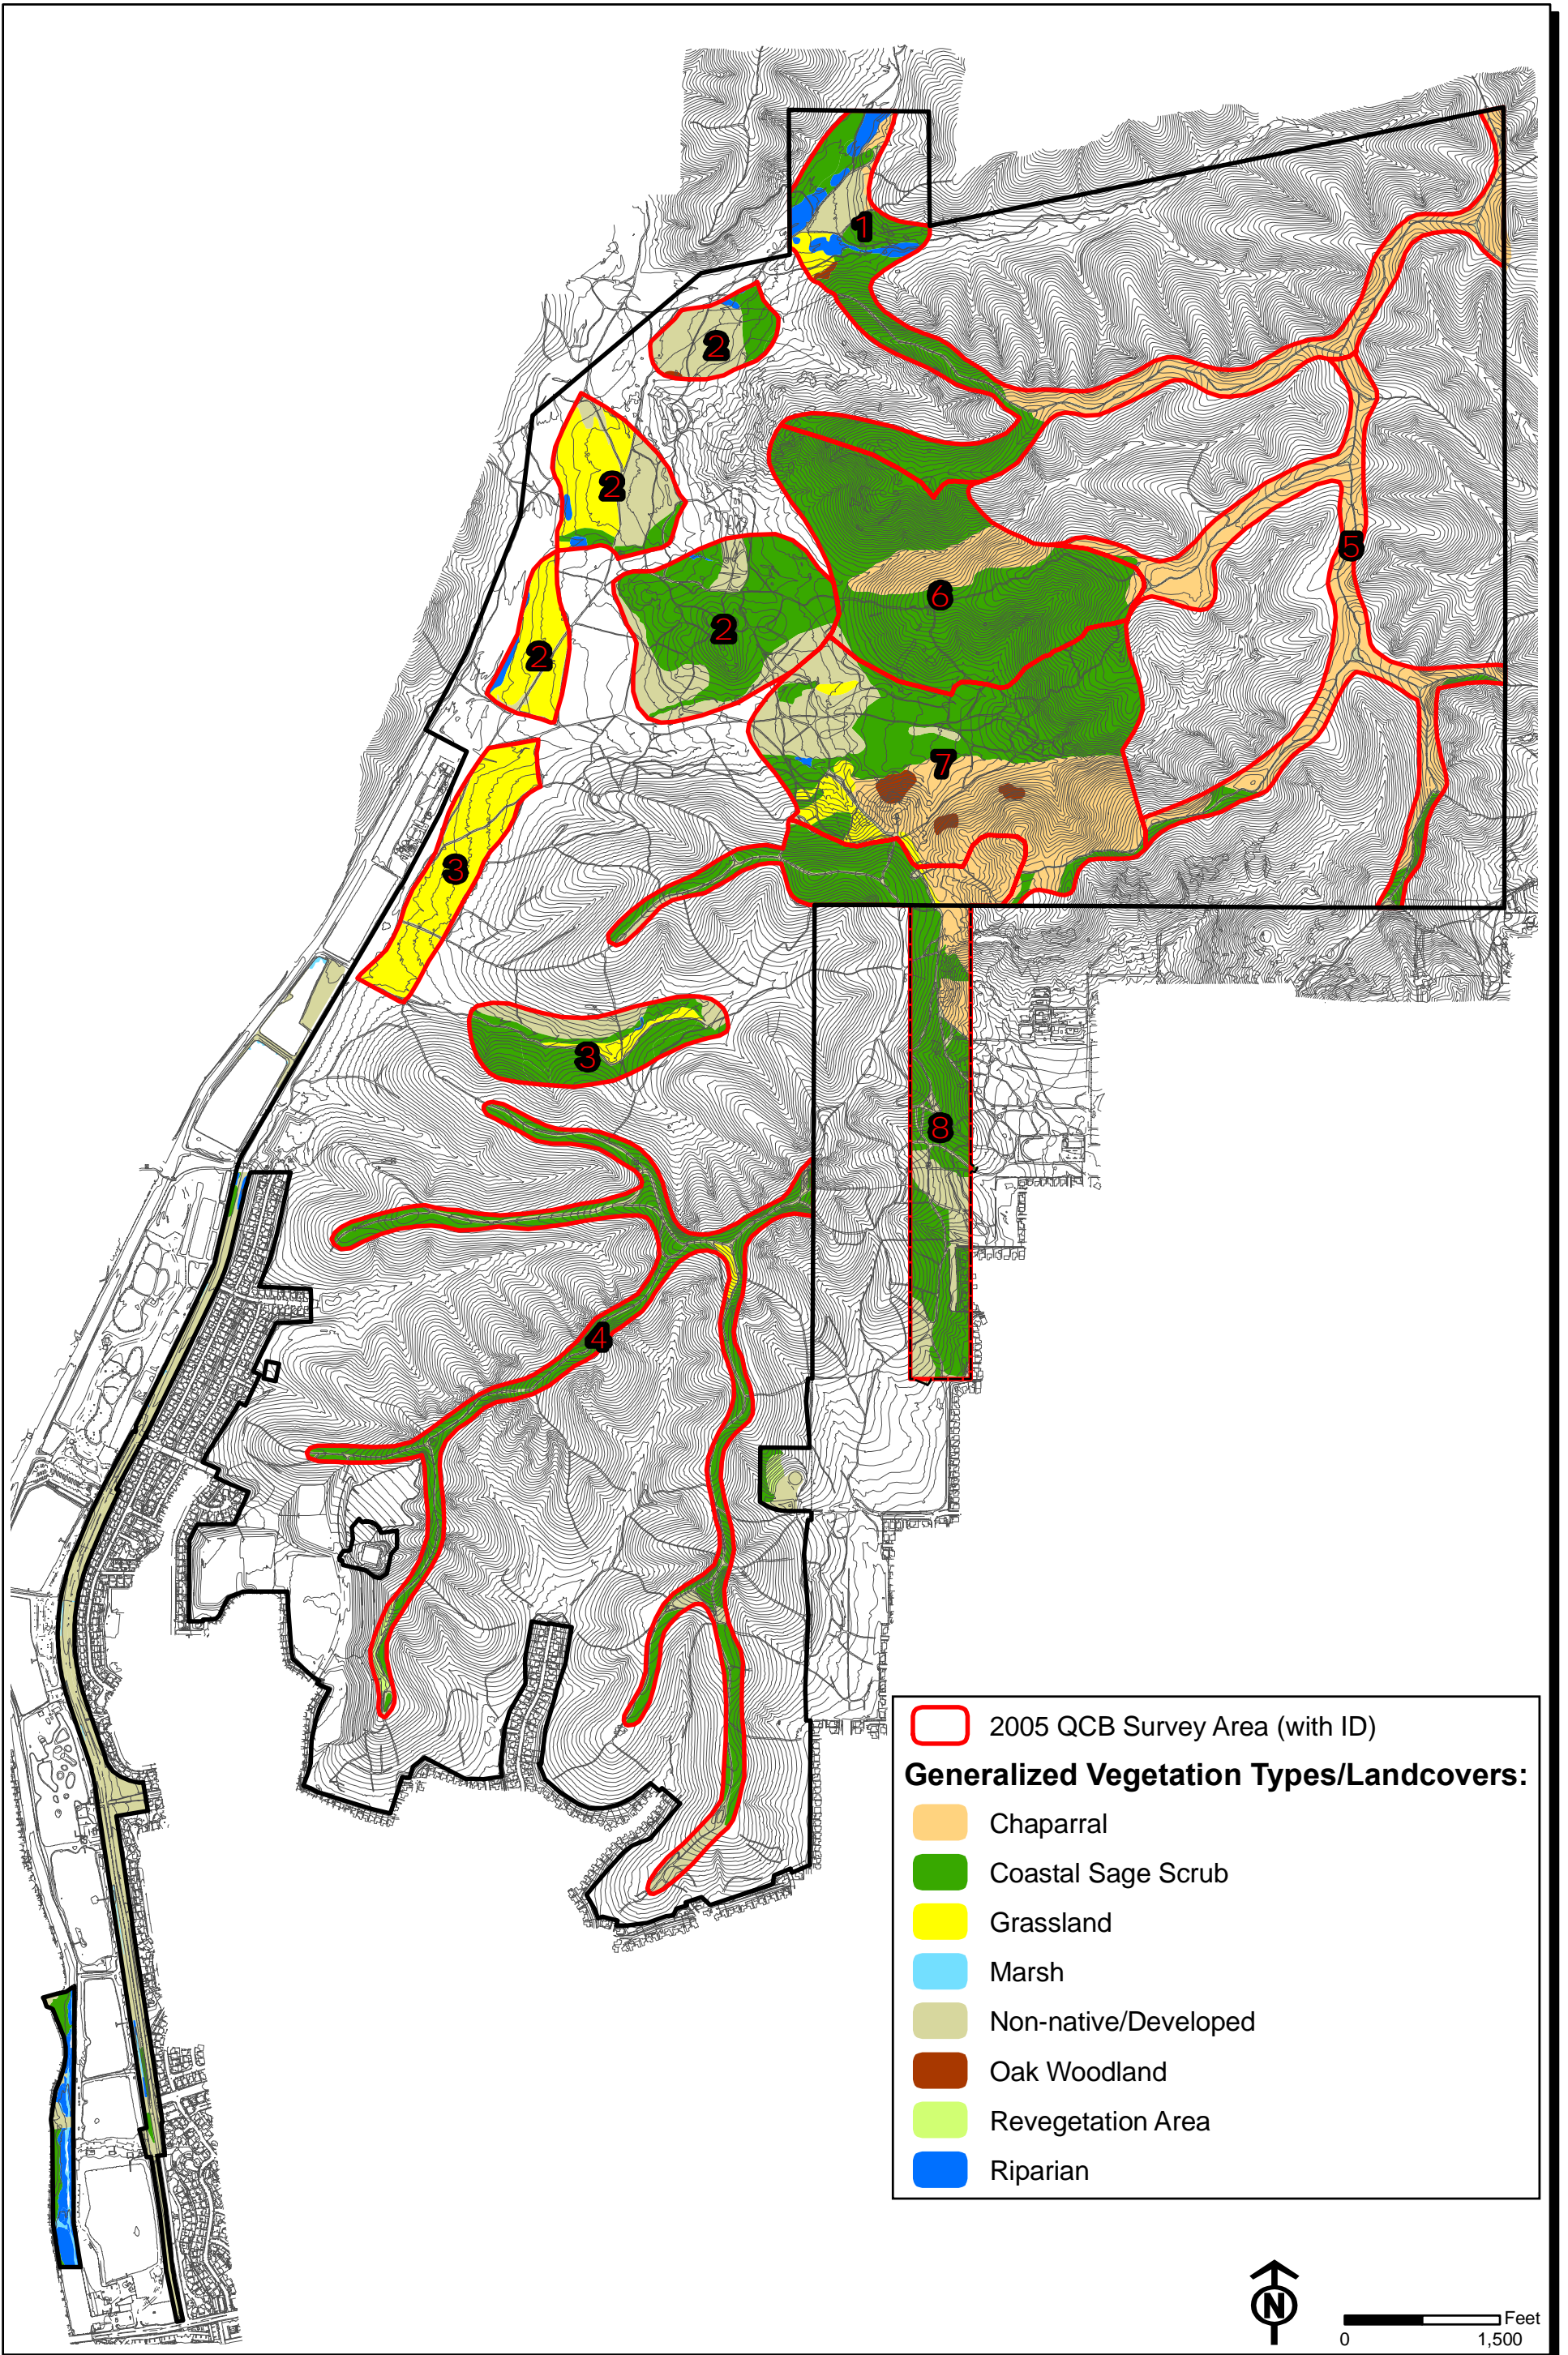 1
2
2
5
6
2
2
7
3
3
8
4
2005 QCB Survey Area (with ID)
Generalized Vegetation Types/Landcovers:
Chaparral
Coastal Sage Scrub
Grassland
Marsh
Non-native/Developed
Oak Woodland
Revegetation Area
Riparian
N
Feet
0 1,500